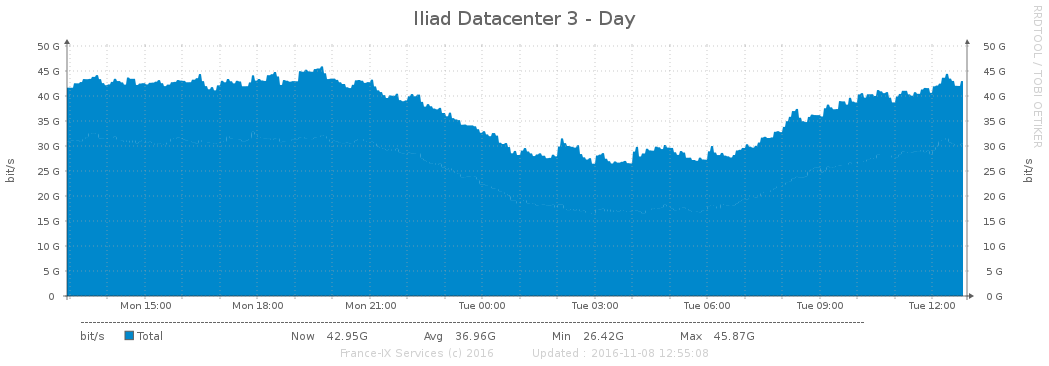 Iliad Datacenter 3 - Day
RRDTOOL / TOBI OETIKER
bit/s
50 G 50 G
45 G 45 G
40 G 40 G
35 G 35 G
30 G 30 G
25 G 25 G
20 G 20 G
15 G 15 G
10 G 10 G
5 G 5 G
0 0 G
bit/s
Mon 15:00 Mon 18:00 Mon 21:00 Tue 00:00 Tue 03:00 Tue 06:00 Tue 09:00 Tue 12:00
bit/s Total Now 42.95G Avg 36.96G Min 26.42G Max 45.87G
France-IX Services (c) 2016 Updated : 2016-11-08 12:55:08